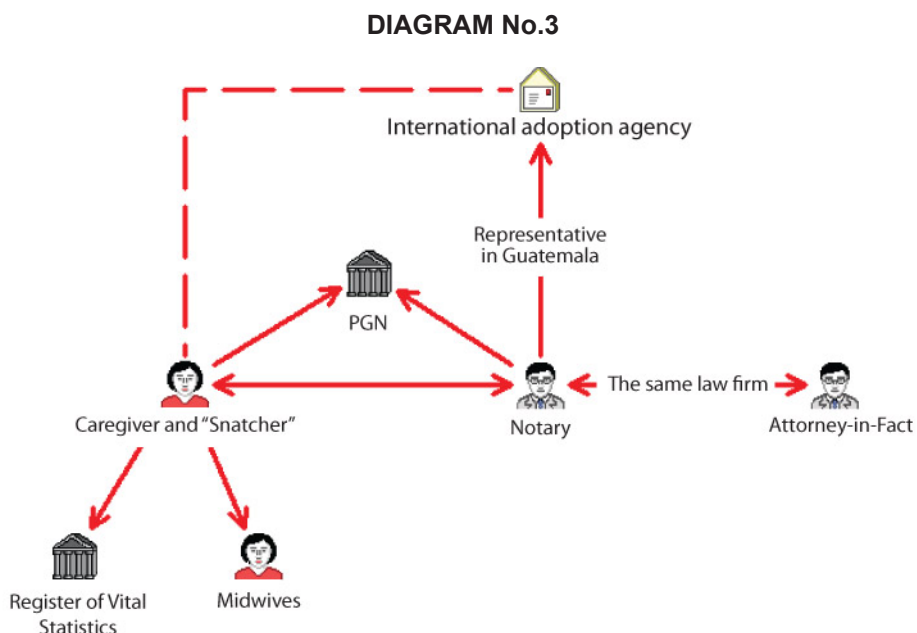 DIAGRAM No.3
International adoption agency
Representative
in Guatemala
PGN
Caregiver and “Snatcher”
Notary
The same law firm
Attorney-in-Fact
Register of Vital
Statistics
Midwives